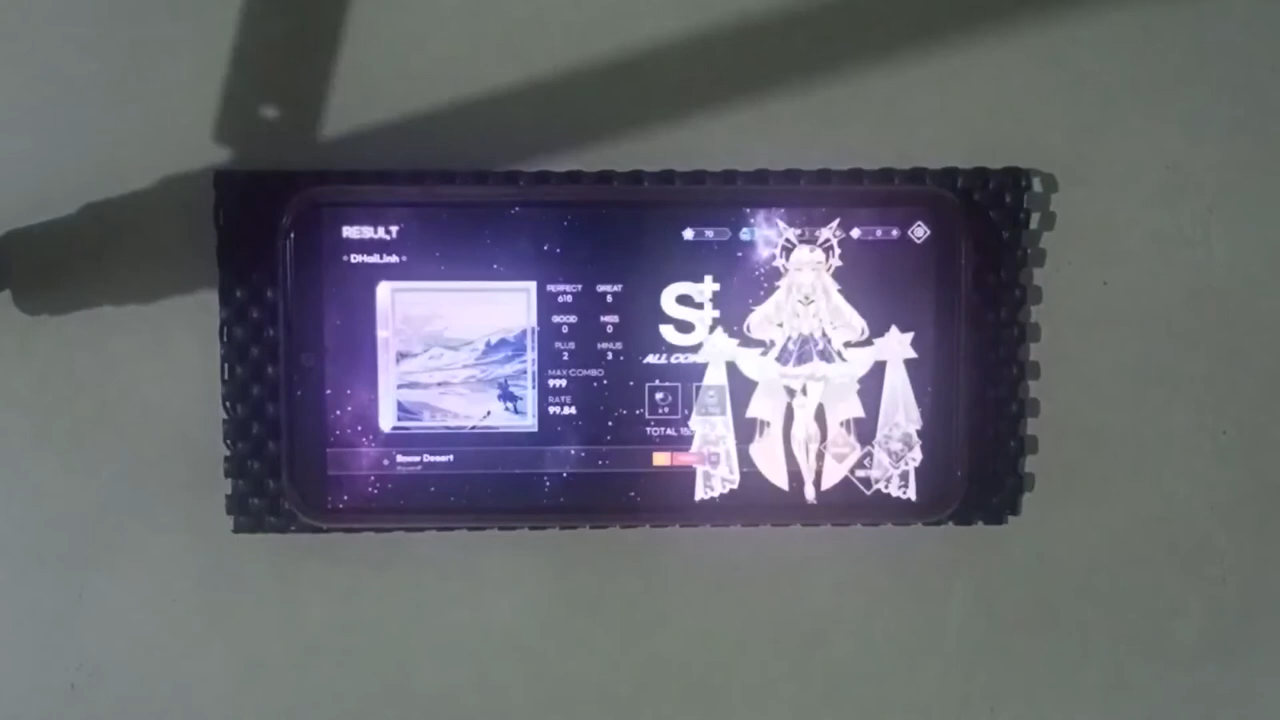 RESULT
70
0
DHaiLinh
PERFECT GREAT
610 5
GOOD MISS
0 0
PLUS MINUS
2 3
MAX COMBO
999
RATE
99.84
S‡
ALL
x9
TOTAL
Snow Desert